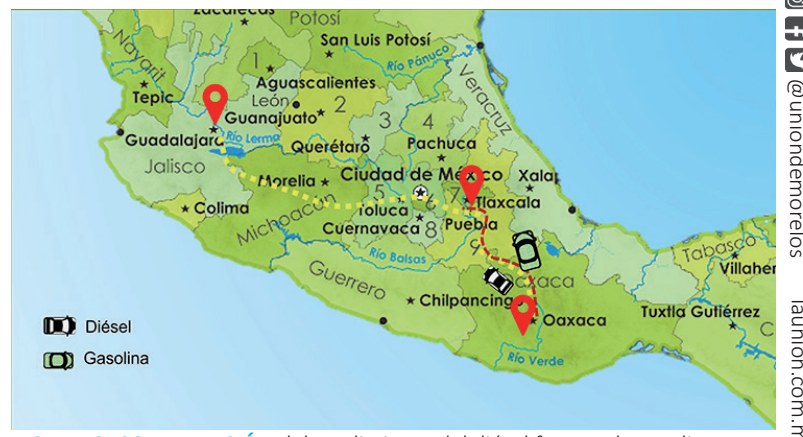 Zacatecas
Potosí
San Luis Potosí
Río Pánuco
Nayarit
1
Aguascalientes
Tepic
León
2
Veracruz
Guanajuato
3
4
Guadalajara
Río Lerma
Querétaro
Pachuca
Jalisco
Ciudad de México
Xala
Morelia
5
6
7
Tlaxcala
Colima
Michoacán
Toluca
Puebla
Cuernavaca
8
9
Río Balsas
Tabasco
Villaher
Guerrero
Oaxaca
Chilpancingo
Oaxaca
Tuxtla Gutiérrez
C
Río Verde
Diésel
Gasolina
@uniondemorelos
launion.com.m